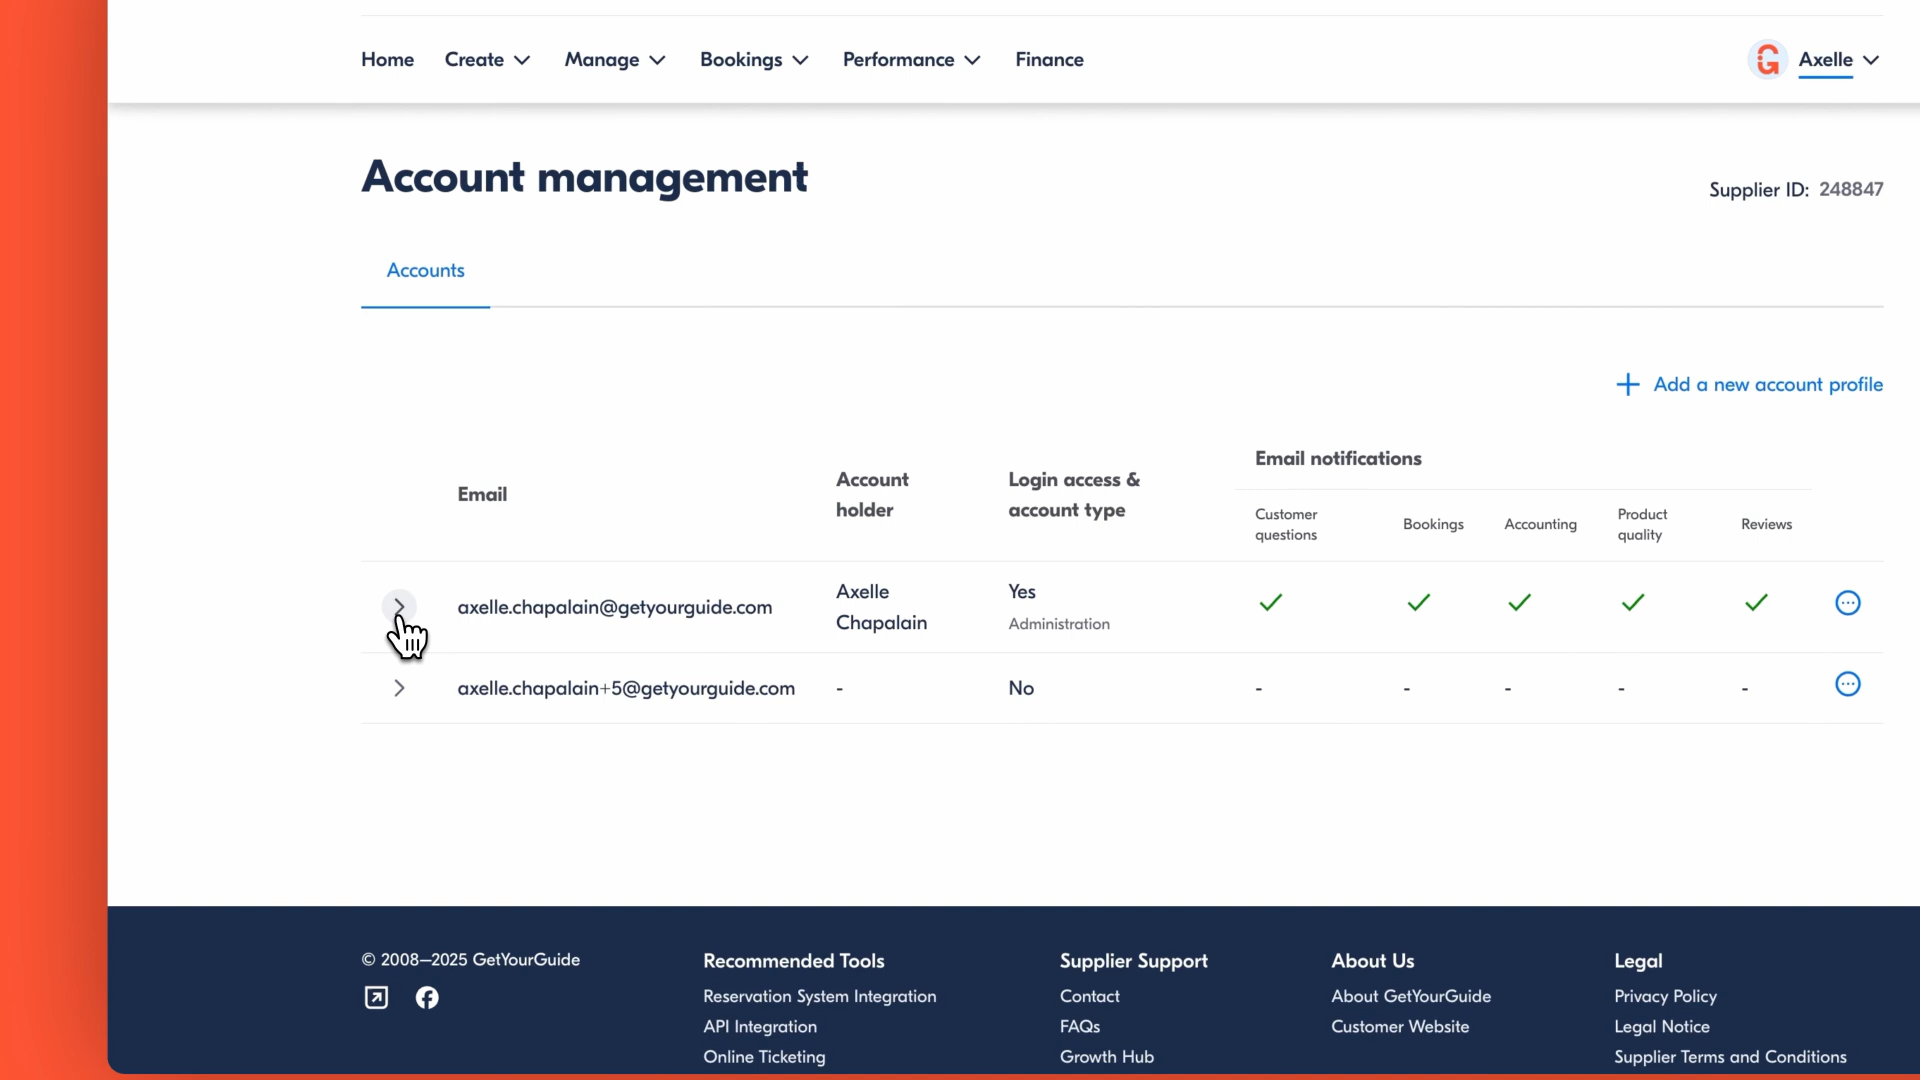 Home Create Manage Bookings Performance Finance Axelle
Account management
Supplier ID: 248847
Accounts
Add a new account profile
Email
Account
holder
Login access &
account type
Email notifications
Customer
questions
Bookings
Accounting
Product
quality
Reviews
axelle.chapalain@getyourguide.com
Axelle
Chapalain
Yes
Administration
axelle.chapalain+5@getyourguide.com - No - - - - -
© 2008–2025 GetYourGuide
Recommended Tools
Reservation System Integration
API Integration
Online Ticketing
Supplier Support
Contact
FAQs
Growth Hub
About Us
About GetYourGuide
Customer Website
Legal
Privacy Policy
Legal Notice
Supplier Terms and Conditions